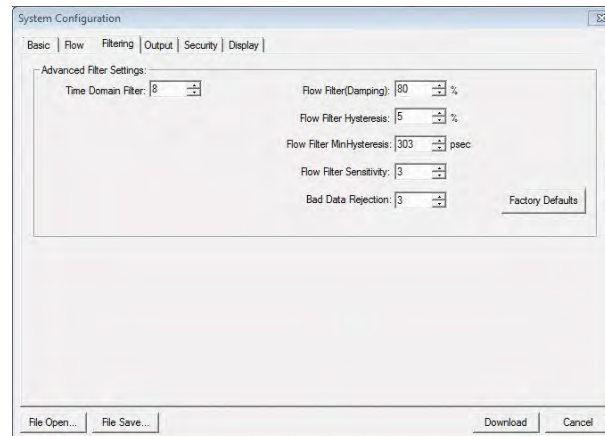 System Configuration
Basic Flow Filtering Output Security Display
Advanced Filter Settings:
Time Domain Filter: 8
Flow Filter(Damping): 80 %
Flow Filter Hysteresis: 5 %
Flow Filter MinHysteresis: 303 psec
Flow Filter Sensitivity: 3
Bad Data Rejection: 3
Factory Defaults
File Open... File Save... Download Cancel